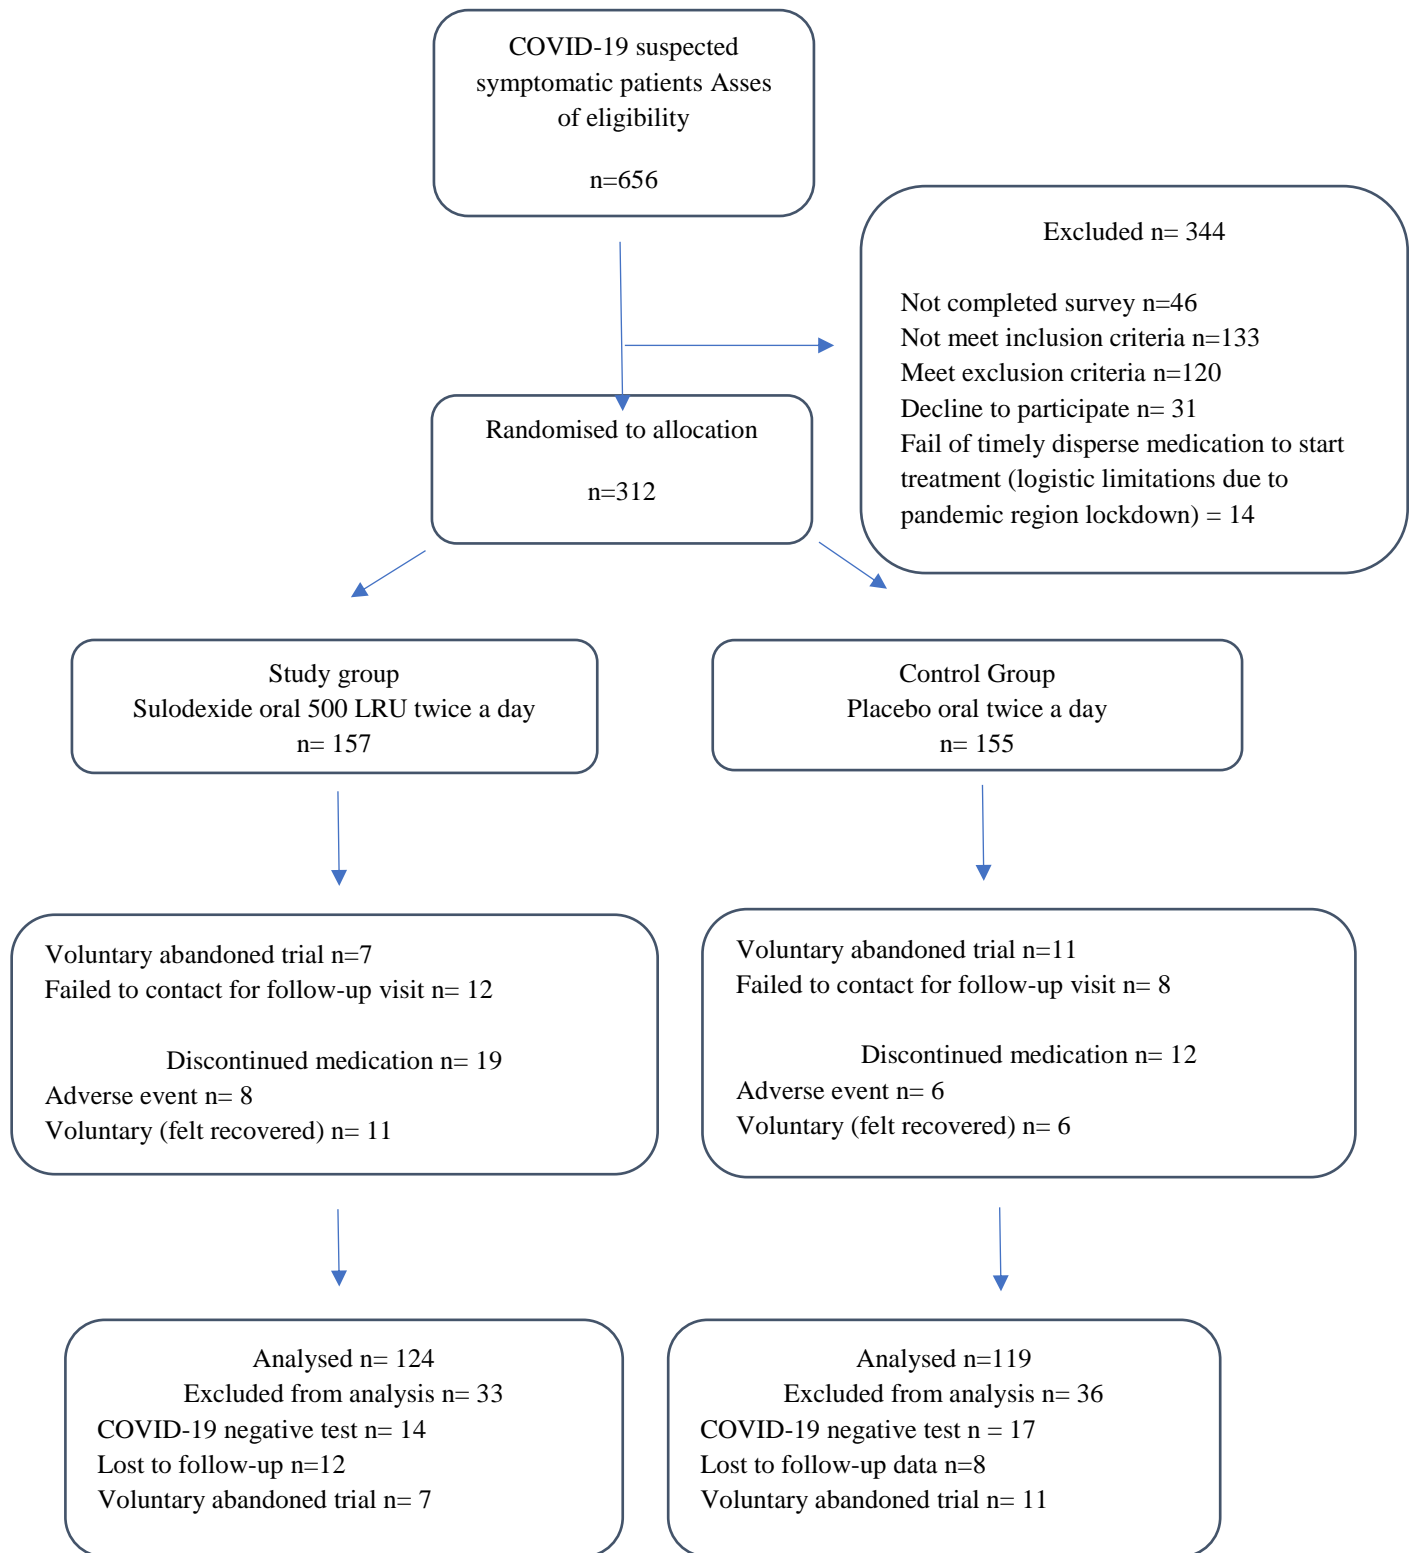 COVID-19 suspected
symptomatic patients Asses
of eligibility
n=656
Excluded n= 344
Not completed survey n=46
Not meet inclusion criteria n=133
Meet exclusion criteria n=120
Decline to participate n= 31
Fail of timely disperse medication to start
treatment (logistic limitations due to
pandemic region lockdown) = 14
Randomised to allocation
n=312
Study group
Sulodexide oral 500 LRU twice a day
n= 157
Control Group
Placebo oral twice a day
n= 155
Voluntary abandoned trial n=7
Failed to contact for follow-up visit n= 12
Discontinued medication n= 19
Adverse event n= 8
Voluntary (felt recovered) n= 11
Voluntary abandoned trial n=11
Failed to contact for follow-up visit n= 8
Discontinued medication n= 12
Adverse event n= 6
Voluntary (felt recovered) n= 6
Analysed n= 124
Excluded from analysis n= 33
COVID-19 negative test n= 14
Lost to follow-up n=12
Voluntary abandoned trial n= 7
Analysed n=119
Excluded from analysis n= 36
COVID-19 negative test n = 17
Lost to follow-up data n=8
Voluntary abandoned trial n= 11